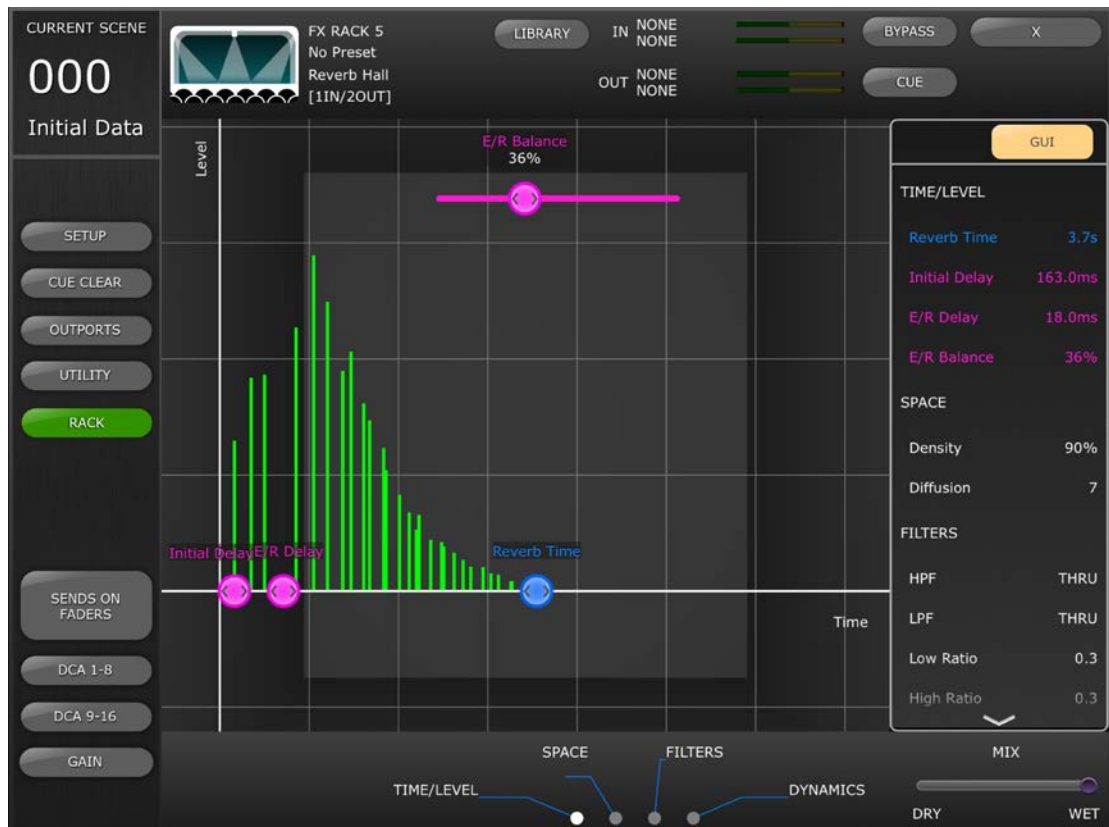 CURRENT SCENE
000
Initial Data
SETUP
CUE CLEAR
OUTPORTS
UTILITY
RACK
SENDS ON
FADERS
DCA 1-8
DCA 9-16
GAIN
FX RACK 5
No Preset
Reverb Hall
[1IN/2OUT]
LIBRARY
IN NONE
NONE
OUT NONE
NONE
BYPASS
X
CUE
Level
E/R Balance
36%
Initial Delay
E/R Delay
Reverb Time
Time
GUI
TIME/LEVEL
Reverb Time 3.7s
Initial Delay 163.0ms
E/R Delay 18.0ms
E/R Balance 36%
SPACE
Density 90%
Diffusion 7
FILTERS
HPF THRU
LPF THRU
Low Ratio 0.3
High Ratio 0.3
SPACE
FILTERS
TIME/LEVEL
DYNAMICS
MIX
DRY WET